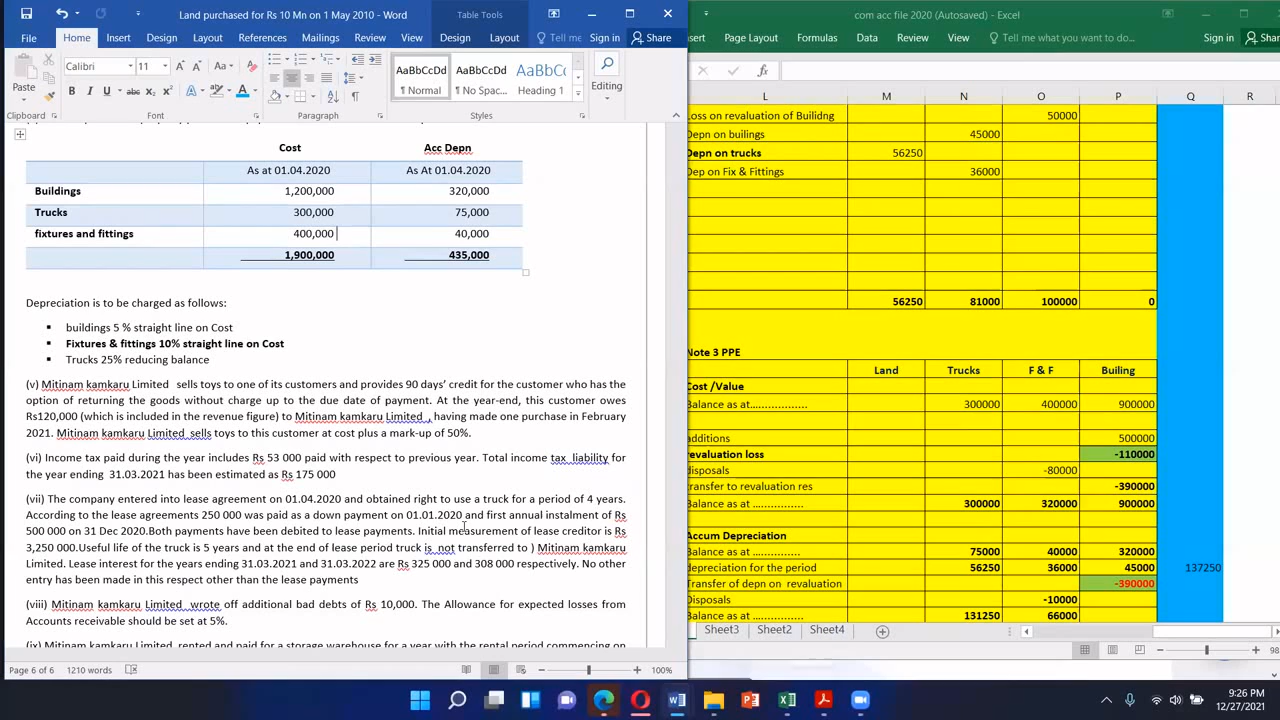 Land purchased for Rs 10 Mn on 1 May 2010 - Word
Table Tools
com acc file 2020 (Autosaved) - Excel
File Home Insert Design Layout References Mailings Review View Design Layout Tell me Sign in Share
nsert Page Layout Formulas Data Review View Tell me what you want to do... Sign in Share
Paste
Calibri 11
AaBbCcDd AaBbCcDd AaBbC(
¶ Normal ¶ No Spac... Heading 1
Editing
Clipboard Font Paragraph Styles
L M N O P Q R
Cost Acc Depn
As at 01.04.2020 As At 01.04.2020
Buildings 1,200,000 320,000
Trucks 300,000 75,000
fixtures and fittings 400,000 40,000
1,900,000 435,000
Depreciation is to be charged as follows:
buildings 5 % straight line on Cost
Fixtures & fittings 10% straight line on Cost
Trucks 25% reducing balance
(v) Mitinam kamkaru Limited sells toys to one of its customers and provides 90 days' credit for the customer who has the
option of returning the goods without charge up to the due date of payment. At the year-end, this customer owes
Rs120,000 (which is included in the revenue figure) to Mitinam kamkaru Limited , having made one purchase in February
2021. Mitinam kamkaru Limited sells toys to this customer at cost plus a mark-up of 50%.
(vi) Income tax paid during the year includes Rs 53 000 paid with respect to previous year. Total income tax liability for
the year ending 31.03.2021 has been estimated as Rs 175 000
(vii) The company entered into lease agreement on 01.04.2020 and obtained right to use a truck for a period of 4 years.
According to the lease agreements 250 000 was paid as a down payment on 01.01.2020 and first annual instalment of Rs
500 000 on 31 Dec 2020.Both payments have been debited to lease payments. Initial measurement of lease creditor is Rs
3,250 000.Useful life of the truck is 5 years and at the end of lease period truck is not transferred to ) Mitinam kamkaru
Limited. Lease interest for the years ending 31.03.2021 and 31.03.2022 are Rs 325 000 and 308 000 respectively. No other
entry has been made in this respect other than the lease payments
(viii) Mitinam kamkaru Limited wrote off additional bad debts of Rs 10,000. The Allowance for expected losses from
Accounts receivable should be set at 5%.
(ix) Mitinam kamkaru Limited rented and paid for a storage warehouse for a year with the rental period commencing on
Page 6 of 6 1210 words 100%
Loss on revaluation of Builidng 50000
Depn on builings 45000
Depn on trucks 56250
Dep on Fix & Fittings 36000
56250 81000 100000 0
Note 3 PPE
Land Trucks F & F Builing
Cost /Value
Balance as at.............. 300000 400000 900000
additions 500000
revaluation loss -110000
disposals -80000
transfer to revaluation res -390000
Balance as at ........... 300000 320000 900000
Accum Depreciation
Balance as at ........... 75000 40000 320000
depreciation for the period 56250 36000 45000 137250
Transfer of depn on revaluation -390000
Disposals -10000
Balance as at ........... 131250 66000
Sheet3 Sheet2 Sheet4
98
9:26 PM
12/27/2021